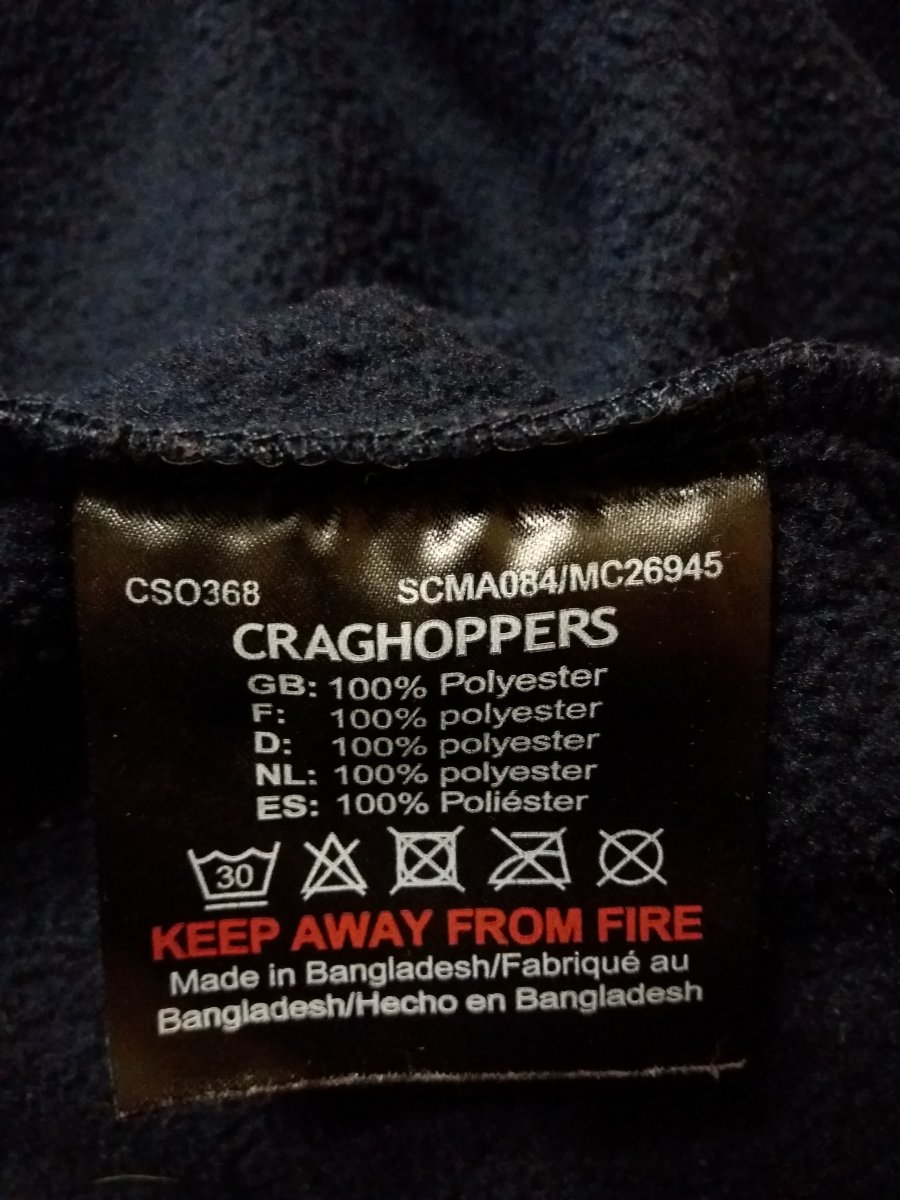 CSO368 SCMA084/MC26945
CRAGHOPPERS
GB: 100% Polyester
F: 100% polyester
D: 100% polyester
NL: 100% polyester
ES: 100% Poliéster
30
KEEP AWAY FROM FIRE
Made in Bangladesh/Fabriqué au
Bangladesh/Hecho en Bangladesh